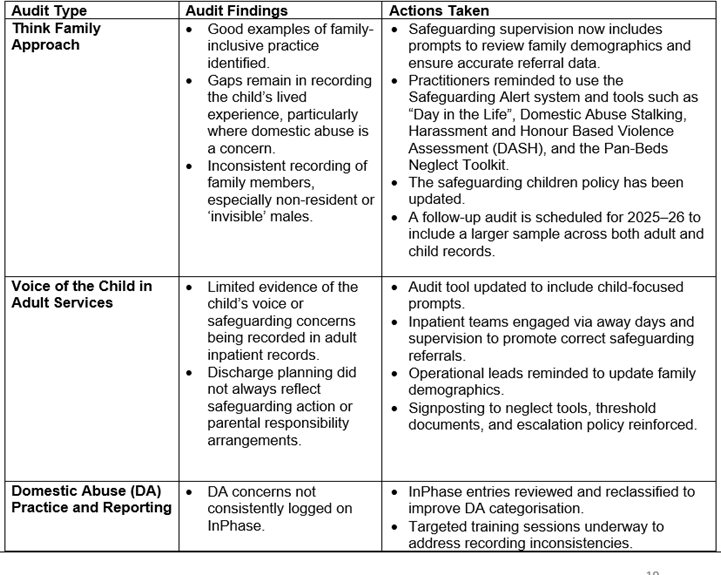 Audit Type
Audit Findings
Actions Taken
Think Family
Approach
• Good examples of family-
inclusive practice
identified.
• Gaps remain in recording
the child's lived
experience, particularly
where domestic abuse is
a concern.
• Inconsistent recording of
family members,
especially non-resident or
'invisible' males.
• Safeguarding supervision now includes
prompts to review family demographics and
ensure accurate referral data.
• Practitioners reminded to use the
Safeguarding Alert system and tools such as
“Day in the Life”, Domestic Abuse Stalking,
Harassment and Honour Based Violence
Assessment (DASH), and the Pan-Beds
Neglect Toolkit.
• The safeguarding children policy has been
updated.
• A follow-up audit is scheduled for 2025–26 to
include a larger sample across both adult and
child records.
Voice of the Child in
Adult Services
• Limited evidence of the
child's voice or
safeguarding concerns
being recorded in adult
inpatient records.
• Discharge planning did
not always reflect
safeguarding action or
parental responsibility
arrangements.
• Audit tool updated to include child-focused
prompts.
• Inpatient teams engaged via away days and
supervision to promote correct safeguarding
referrals.
• Operational leads reminded to update family
demographics.
• Signposting to neglect tools, threshold
documents, and escalation policy reinforced.
Domestic Abuse (DA)
Practice and Reporting
• DA concerns not
consistently logged on
InPhase.
• InPhase entries reviewed and reclassified to
improve DA categorisation.
• Targeted training sessions underway to
address recording inconsistencies.